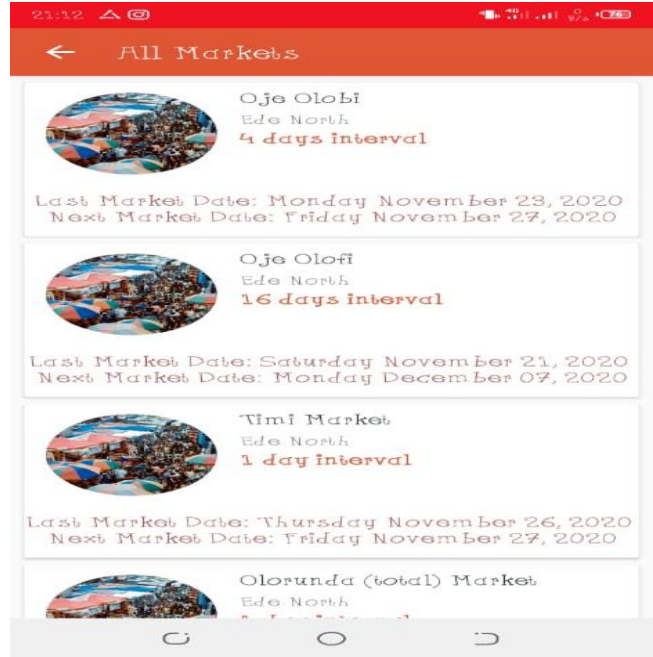 21:12
76
All Markets
Oje Olobi
Ede North
4 days interval
Last Market Date: Monday November 23, 2020
Next Market Date: Friday November 27, 2020
Oje Olofi
Ede North
16 days interval
Last Market Date: Saturday November 21, 2020
Next Market Date: Monday December 07, 2020
Timi Market
Ede North
1 day interval
Last Market Date: Thursday November 26, 2020
Next Market Date: Friday November 27, 2020
Olorunda (total) Market
Ede North